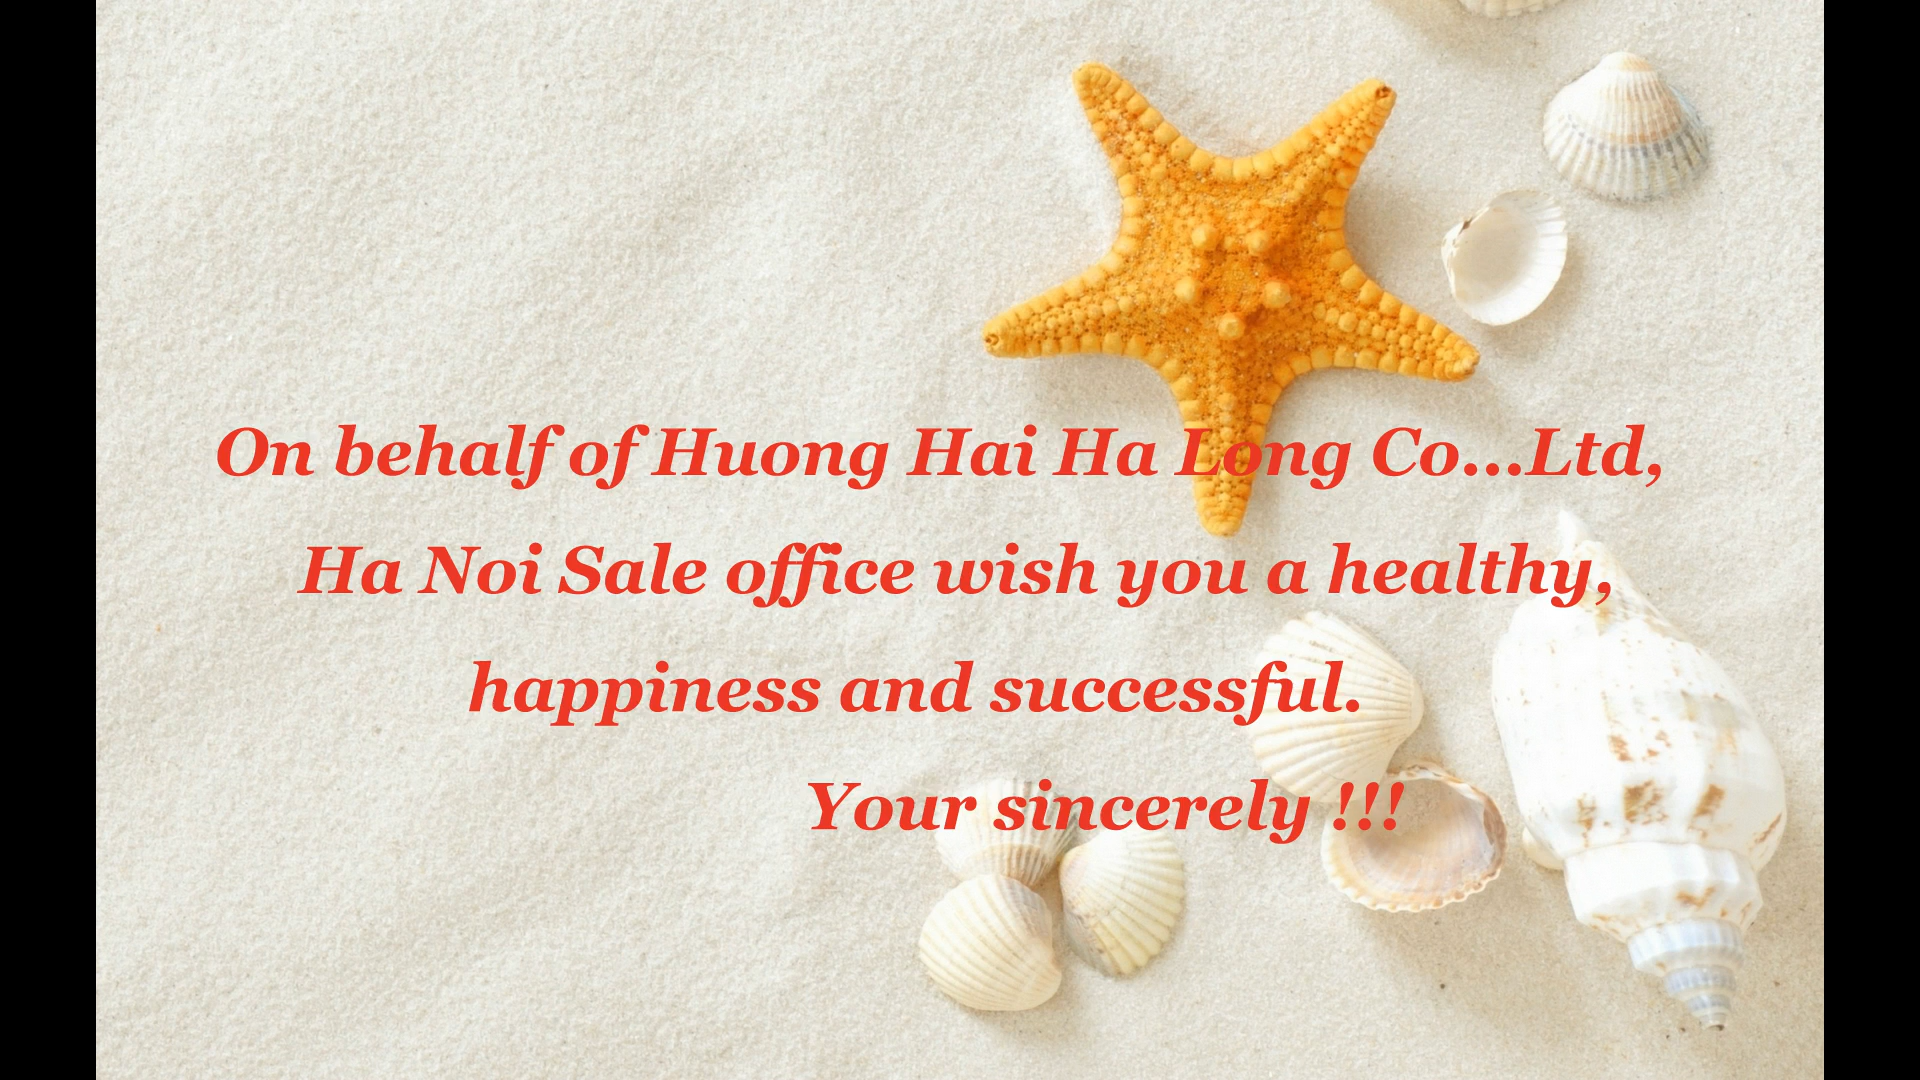 On behalf of Huong Hai Ha Long Co...Ltd,
Ha Noi Sale office wish you a healthy,
happiness and successful.
Your sincerely !!!